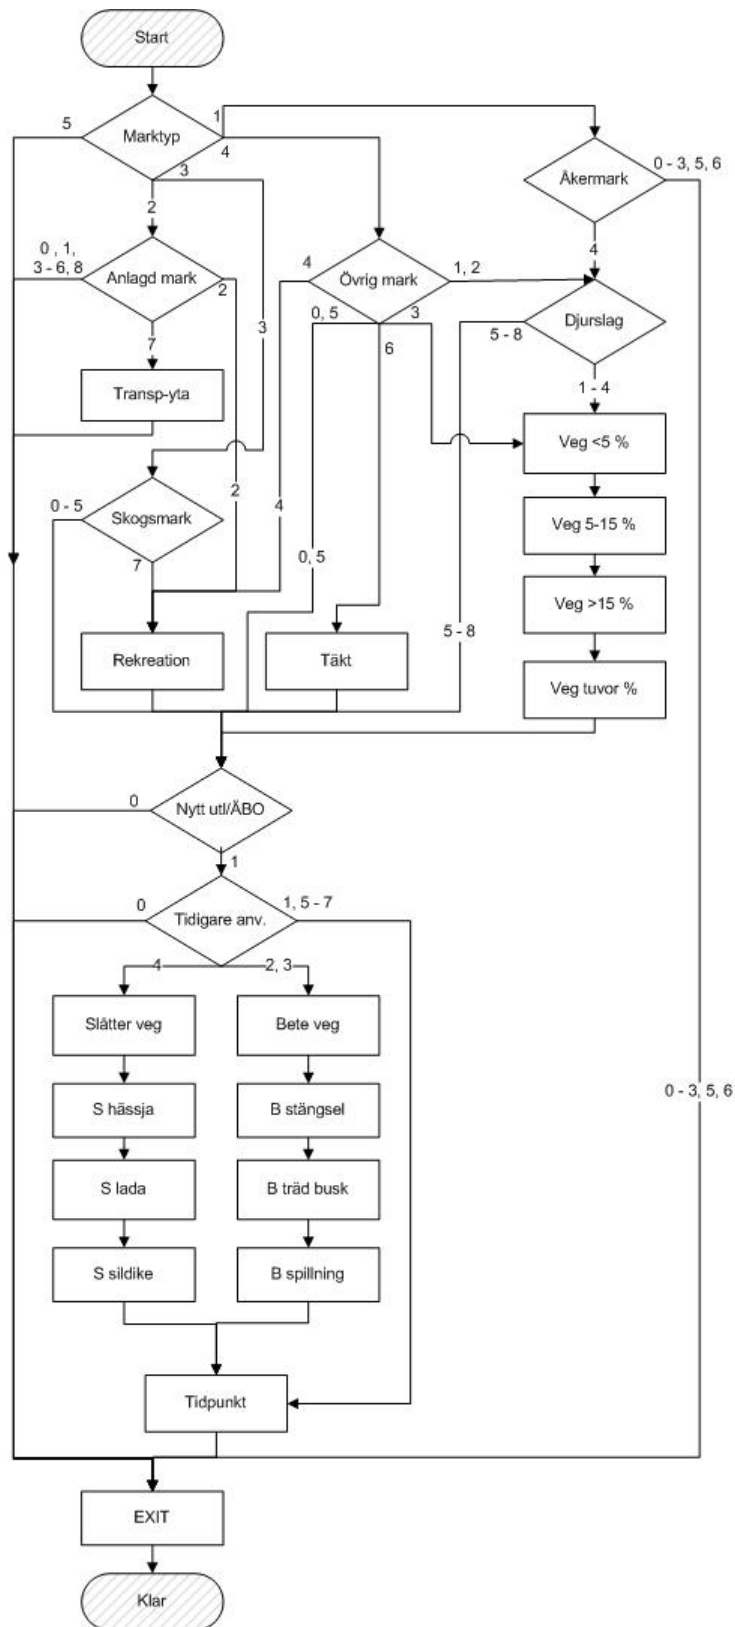 Start
5
Marktyp
1
4
3
2
Åkermark
0 - 3, 5, 6
4
0 , 1,
3 - 6, 8
Anlagd mark
2
7
3
4
Övrig mark
1, 2
0, 5
3
6
5 - 8
Djurslag
1 - 4
Transp-yta
Veg <5 %
0 - 5
Skogsmark
7
2
4
0, 5
Veg 5-15 %
Veg >15 %
5 - 8
Rekreation
Täkt
Veg tuvor %
0
Nytt utl/ÄBO
1
0
Tidigare anv.
1, 5 - 7
4
2, 3
Slåtter veg
Bete veg
0 - 3, 5, 6
S hässja
B stängsel
S lada
B träd busk
S sildike
B spillning
Tidpunkt
EXIT
Klar